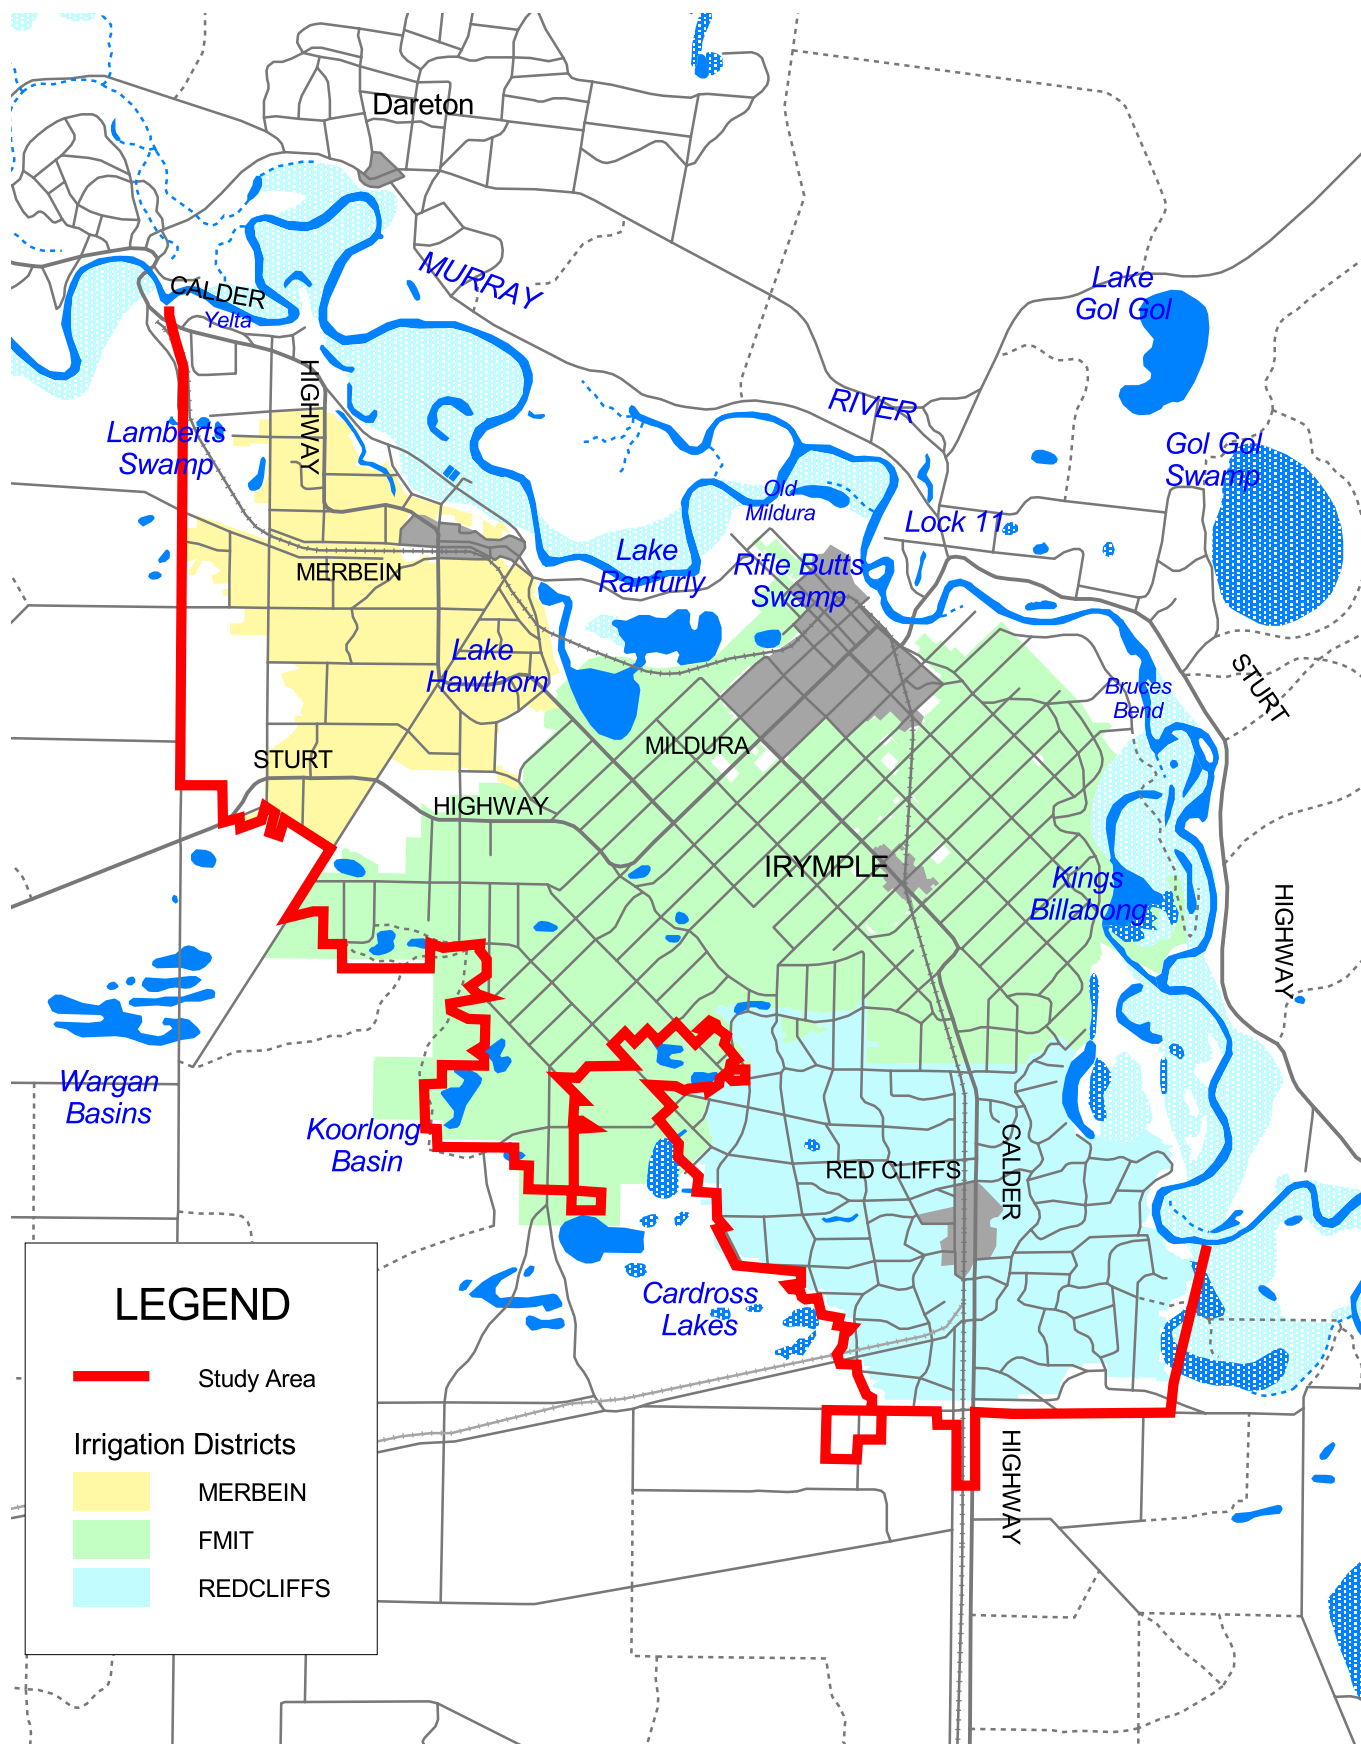 Dareton
MURRAY
CALDER
Yelta
Lake
Gol Gol
HIGHWAY
RIVER
Lamberts
Swamp
Gol Gol
Swamp
Old
Mildura
Lock 11
MERBEIN
Lake
Ranfurly
Rifle Butts
Swamp
Lake
Hawthorn
STURT
Bruces
Bend
MILDURA
STURT
HIGHWAY
IRYMPLE
Kings
Billabong
HIGHWAY
Wargan
Basins
Koorlong
Basin
CALDER
RED CLIFFS
Cardross
Lakes
HIGHWAY
LEGEND
Study Area
Irrigation Districts
MERBEIN
FMIT
REDCLIFFS